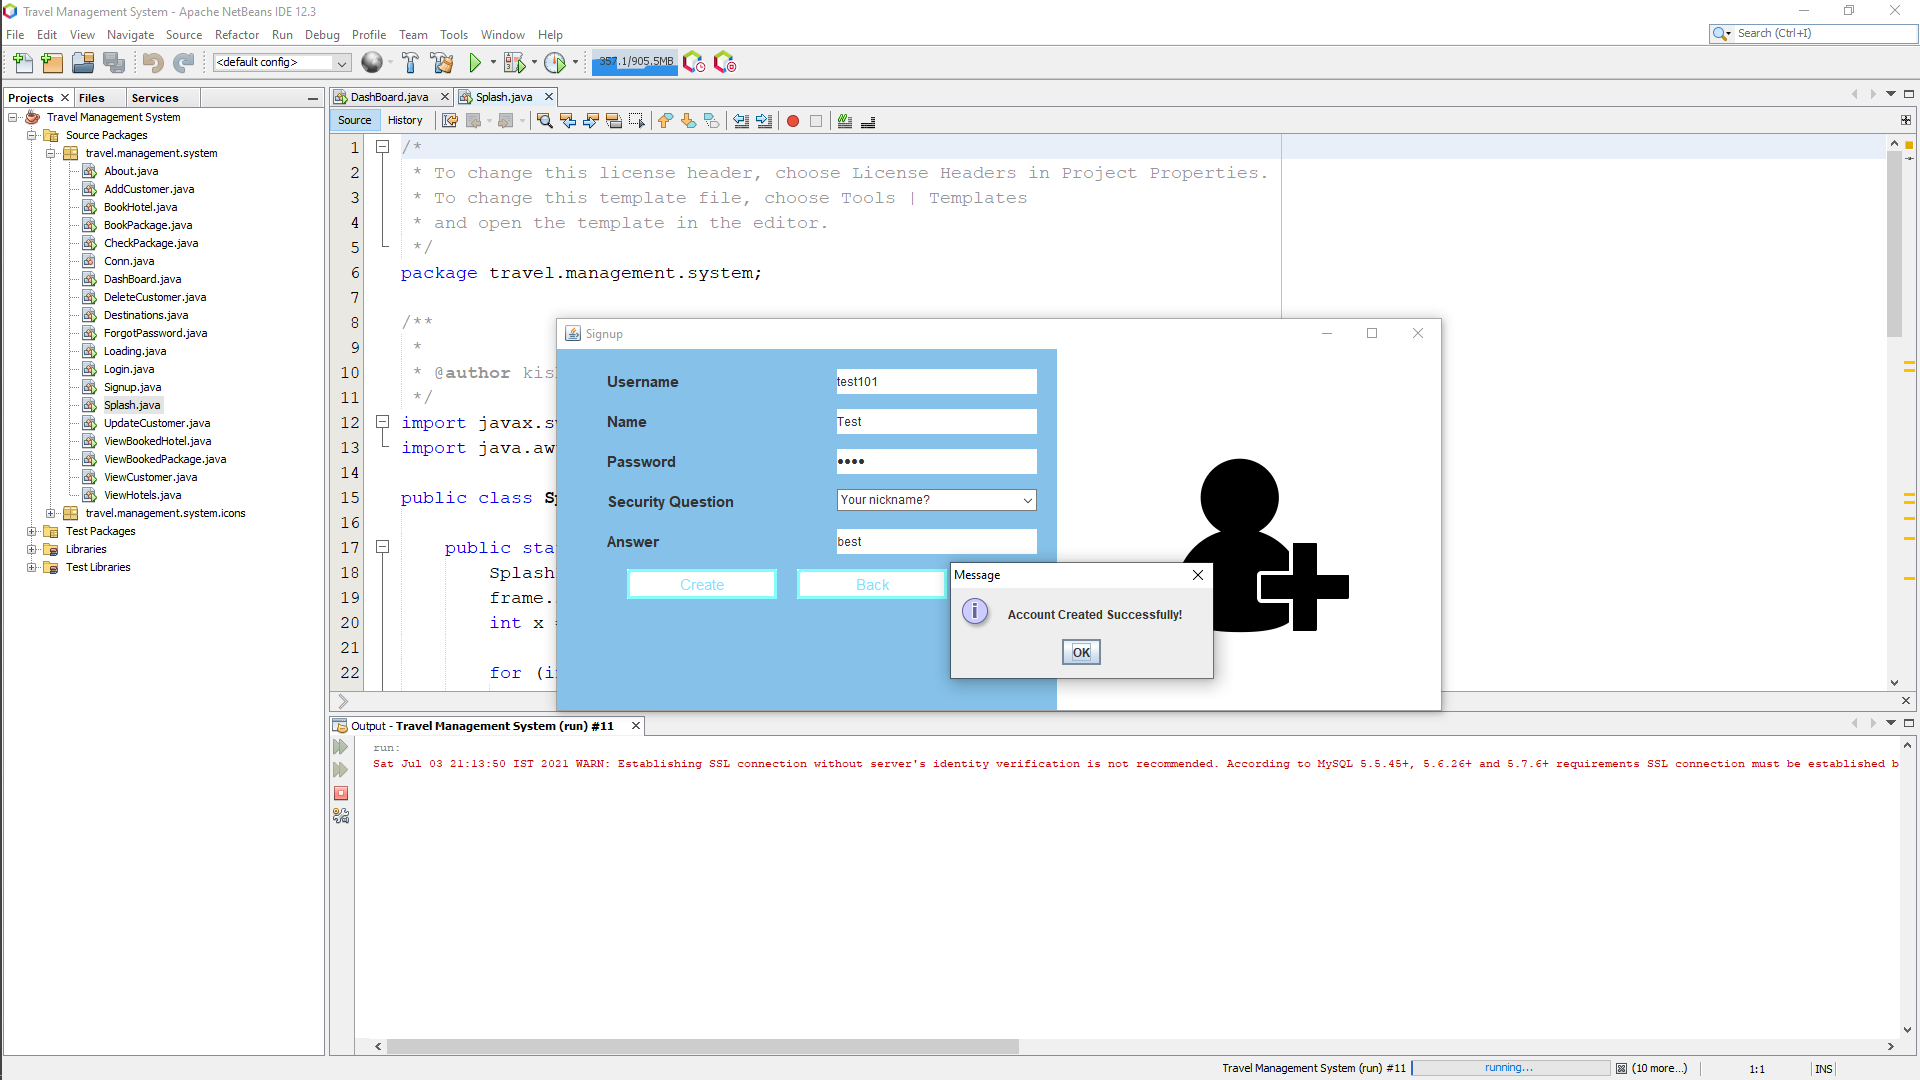 Travel Management System - Apache NetBeans IDE 12.3
File Edit View Navigate Source Refactor Run Debug Profile Team Tools Window Help
Search (Ctrl+I)
<default config>
357.1/905.5MB
Projects Files Services
Travel Management System
Source Packages
travel.management.system
About.java
AddCustomer.java
BookHotel.java
BookPackage.java
CheckPackage.java
Conn.java
DashBoard.java
DeleteCustomer.java
Destinations.java
ForgotPassword.java
Loading.java
Login.java
Signup.java
Splash.java
UpdateCustomer.java
ViewBookedHotel.java
ViewBookedPackage.java
ViewCustomer.java
ViewHotels.java
travel.management.system.icons
Test Packages
Libraries
Test Libraries
DashBoard.java Splash.java
Source History
1 /*
2 * To change this license header, choose License Headers in Project Properties.
3 * To change this template file, choose Tools | Templates
4 * and open the template in the editor.
5 */
6 package travel.management.system;
7
8 /**
9 *
10 * @author kis
11 */
12 import javax.s
13 import java.aw
14
15 public class S
16
17 public sta
18 Splash
19 frame.
20 int x =
21
22 for (i
Signup
Username test101
Name Test
Password ••••
Security Question Your nickname?
Answer best
Create Back
Message
Account Created Successfully!
OK
Output - Travel Management System (run) #11
run:
Sat Jul 03 21:13:50 IST 2021 WARN: Establishing SSL connection without server's identity verification is not recommended. According to MySQL 5.5.45+, 5.6.26+ and 5.7.6+ requirements SSL connection must be established b
Travel Management System (run) #11 running... (10 more...) 1:1 INS